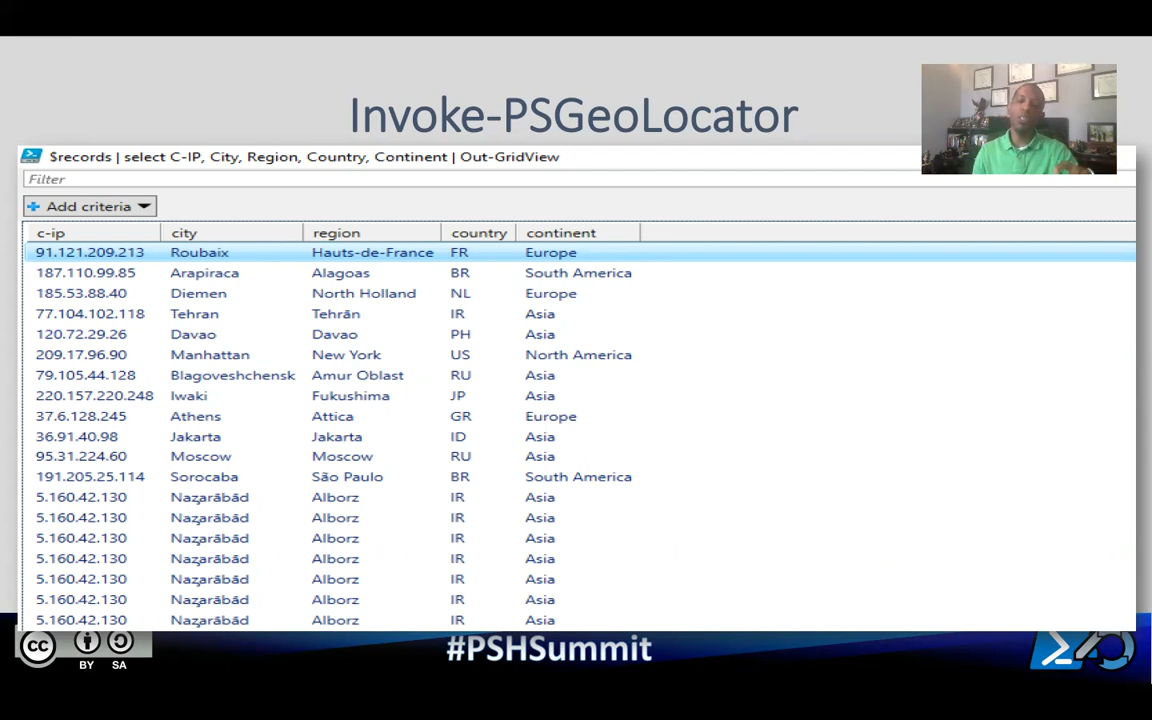 Invoke-PSGeoLocator
$records | select C-IP, City, Region, Country, Continent | Out-GridView
Filter
Add criteria
c-ip city region country continent
91.121.209.213 Roubaix Hauts-de-France FR Europe
187.110.99.85 Arapiraca Alagoas BR South America
185.53.88.40 Diemen North Holland NL Europe
77.104.102.118 Tehran Tehrān IR Asia
120.72.29.26 Davao Davao PH Asia
209.17.96.90 Manhattan New York US North America
79.105.44.128 Blagoveshchensk Amur Oblast RU Asia
220.157.220.248 Iwaki Fukushima JP Asia
37.6.128.245 Athens Attica GR Europe
36.91.40.98 Jakarta Jakarta ID Asia
95.31.224.60 Moscow Moscow RU Asia
191.205.25.114 Sorocaba São Paulo BR South America
5.160.42.130 Naz̧arābād Alborz IR Asia
5.160.42.130 Naz̧arābād Alborz IR Asia
5.160.42.130 Naz̧arābād Alborz IR Asia
5.160.42.130 Naz̧arābād Alborz IR Asia
5.160.42.130 Naz̧arābād Alborz IR Asia
5.160.42.130 Naz̧arābād Alborz IR Asia
5.160.42.130 Naz̧arābād Alborz IR Asia
cc BY SA
#PSHSummit